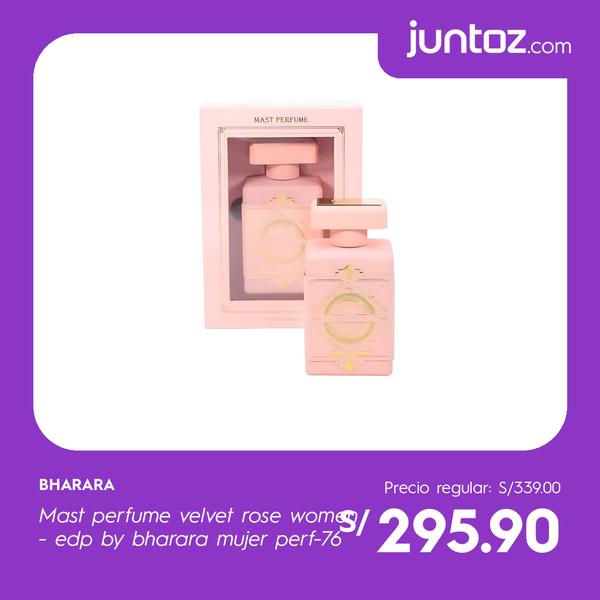 juntoz.com
MAST PERFUME
BHARARA
Precio regular: S/339.00
Mast perfume velvet rose women
- edp by bharara mujer perf-76
S/ 295.90